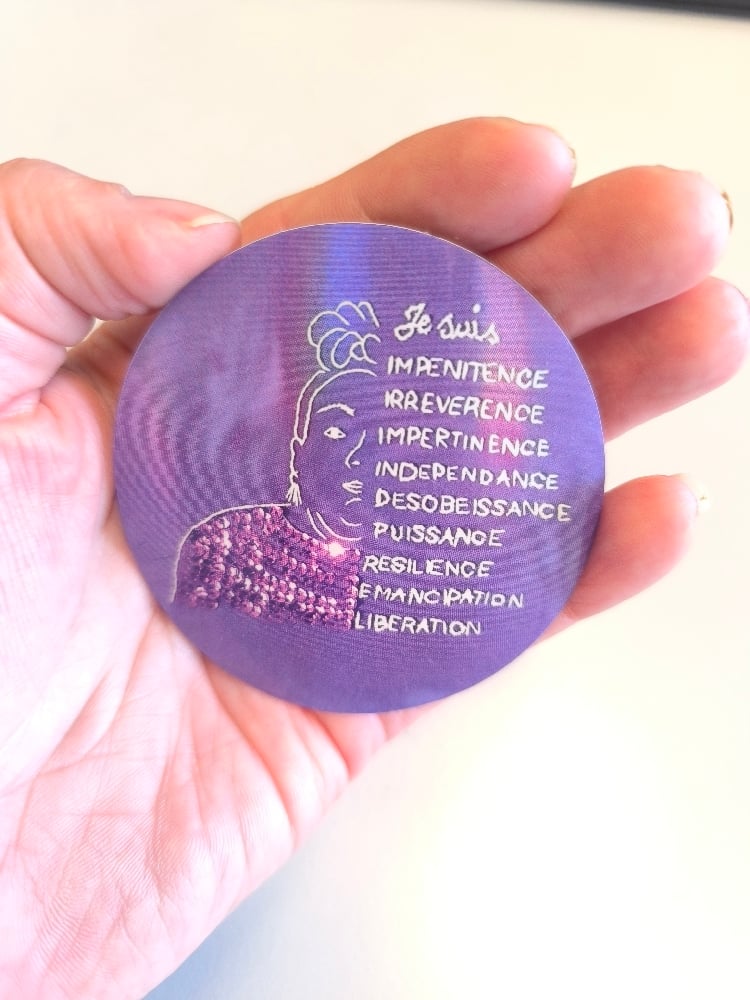 Je suis
IMPENITENCE
IRREVERENCE
IMPERTINENCE
INDEPENDANCE
DESOBEISSANCE
PUISSANCE
RESILIENCE
EMANCIPATION
LIBERATION